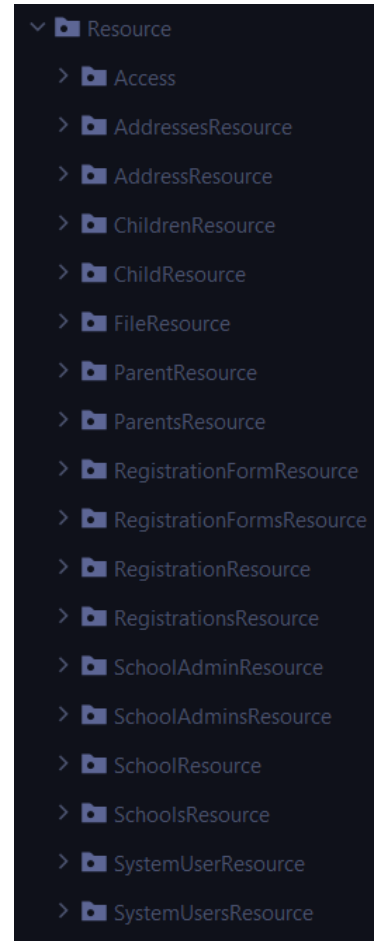 Resource
Access
AddressesResource
AddressResource
ChildrenResource
ChildResource
FileResource
ParentResource
ParentsResource
RegistrationFormResource
RegistrationFormsResource
RegistrationResource
RegistrationsResource
SchoolAdminResource
SchoolAdminsResource
SchoolResource
SchoolsResource
SystemUserResource
SystemUsersResource